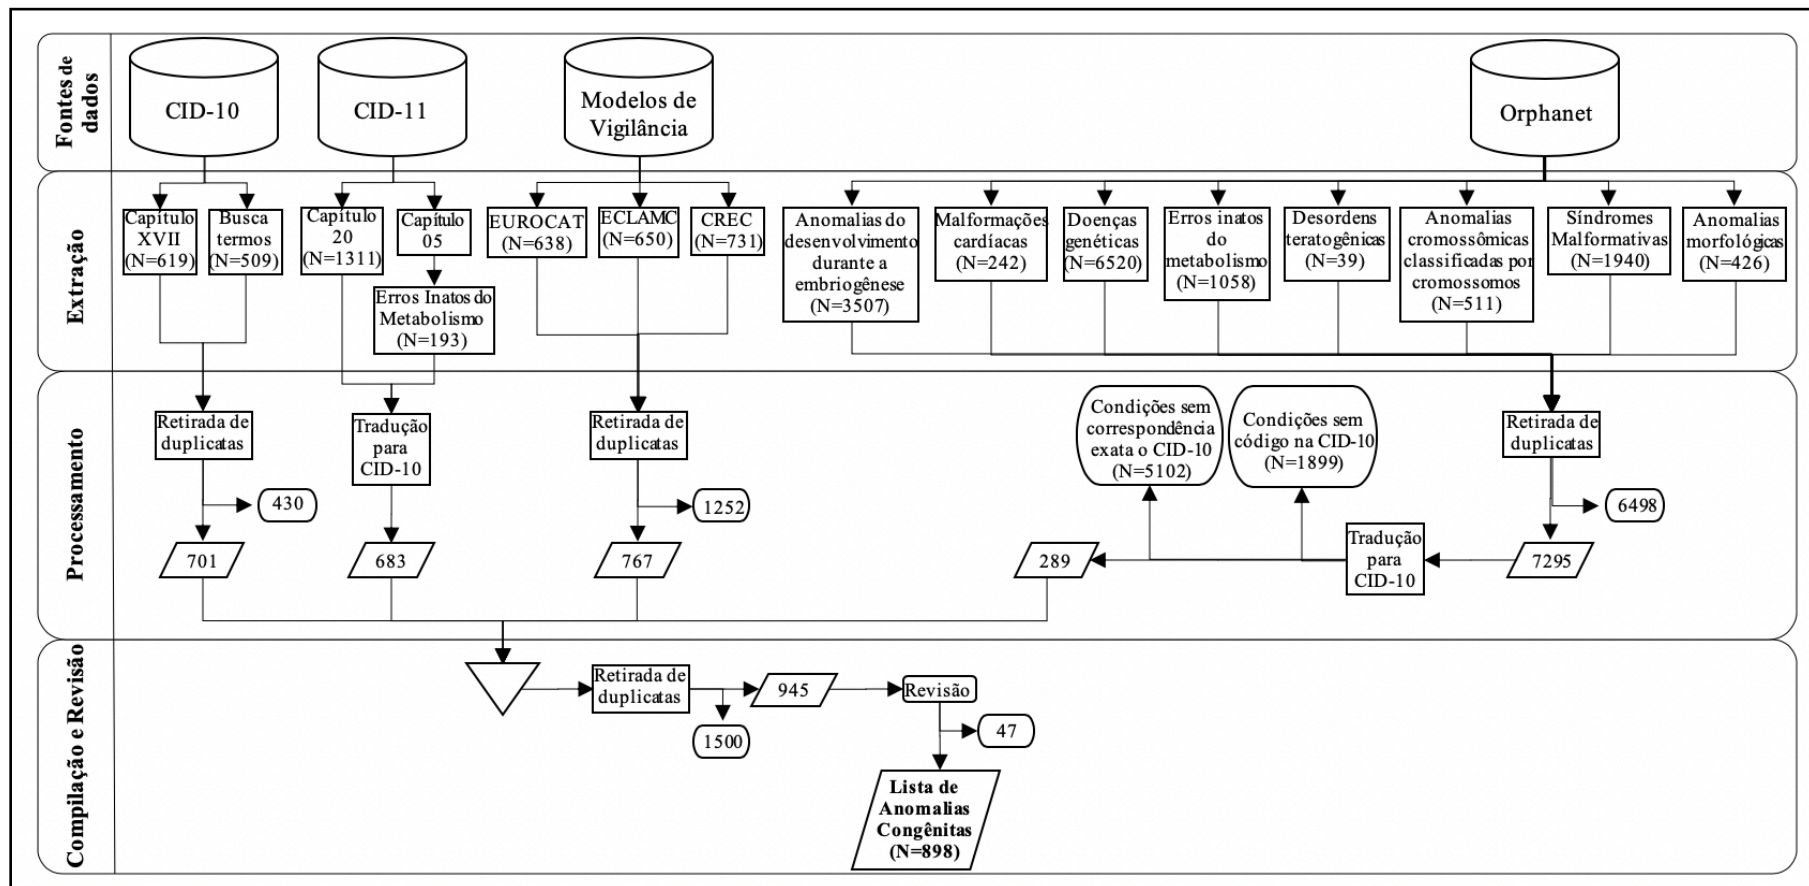 Fontes de
dados
CID-10
CID-11
Modelos de
Vigilância
Orphanet
Extração
Capítulo
XVII
(N=619)
Busca
termos
(N=509)
Capítulo
20
(N=1311)
Capítulo
05
Erros Inatos do
Metabolismo
(N=193)
EUROCAT
(N=638)
ECLAMC
(N=650)
CREC
(N=731)
Anomalias do
desenvolvimento
durante a
embriogênese
(N=3507)
Malformações
cardíacas
(N=242)
Doenças
genéticas
(N=6520)
Erros inatos
do
metabolismo
(N=1058)
Desordens
teratogênicas
(N=39)
Anomalias
cromossômicas
classificadas por
cromossomos
(N=511)
Síndromes
Malformativas
(N=1940)
Anomalias
morfológicas
(N=426)
Processamento
Retirada de
duplicatas
430
701
Tradução
para
CID-10
683
Retirada de
duplicatas
1252
767
Condições sem
correspondência
exata o CID-10
(N=5102)
Condições sem
código na CID-10
(N=1899)
Retirada de
duplicatas
6498
7295
Tradução
para
CID-10
289
Compilação e Revisão
Retirada de
duplicatas
1500
945
Revisão
47
Lista de
Anomalias
Congênitas
(N=898)